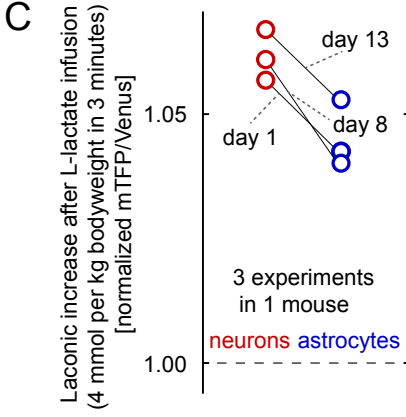 C
Laconic increase after L-lactate infusion
(4 mmol per kg bodyweight in 3 minutes)
[normalized mTFP/Venus]
day 13
1.05
day 8
day 1
3 experiments
in 1 mouse
neurons astrocytes
1.00